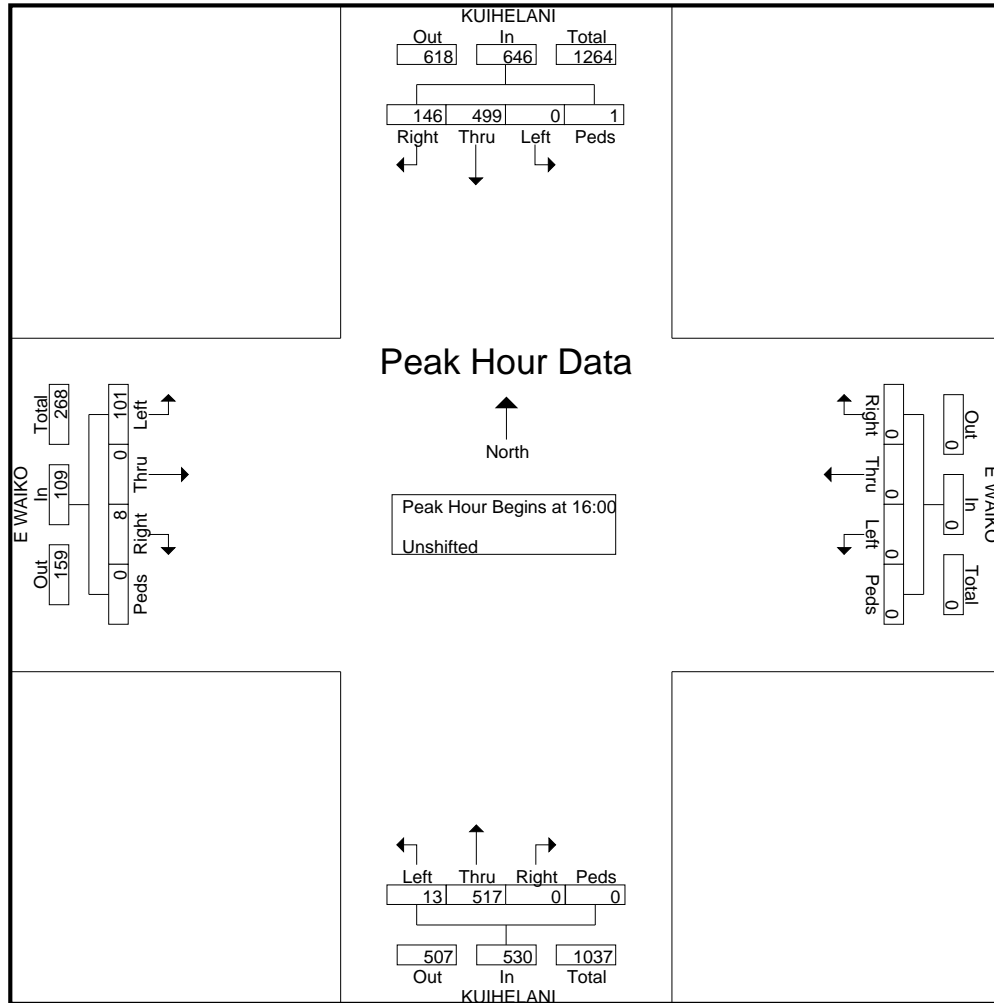 KUIHELANI
Out In Total
618 646 1264
146 499 0 1
Right Thru Left Peds
Peak Hour Data
North
Peak Hour Begins at 16:00
Unshifted
E WAIKO
Total In Out
268 109 159
101 0 8 0
Left Thru Right Peds
Right Thru Left Peds
0 0 0 0
Out In Total
0 0 0
E WAIKO
Left Thru Right Peds
13 517 0 0
507 530 1037
Out In Total
KUIHELANI